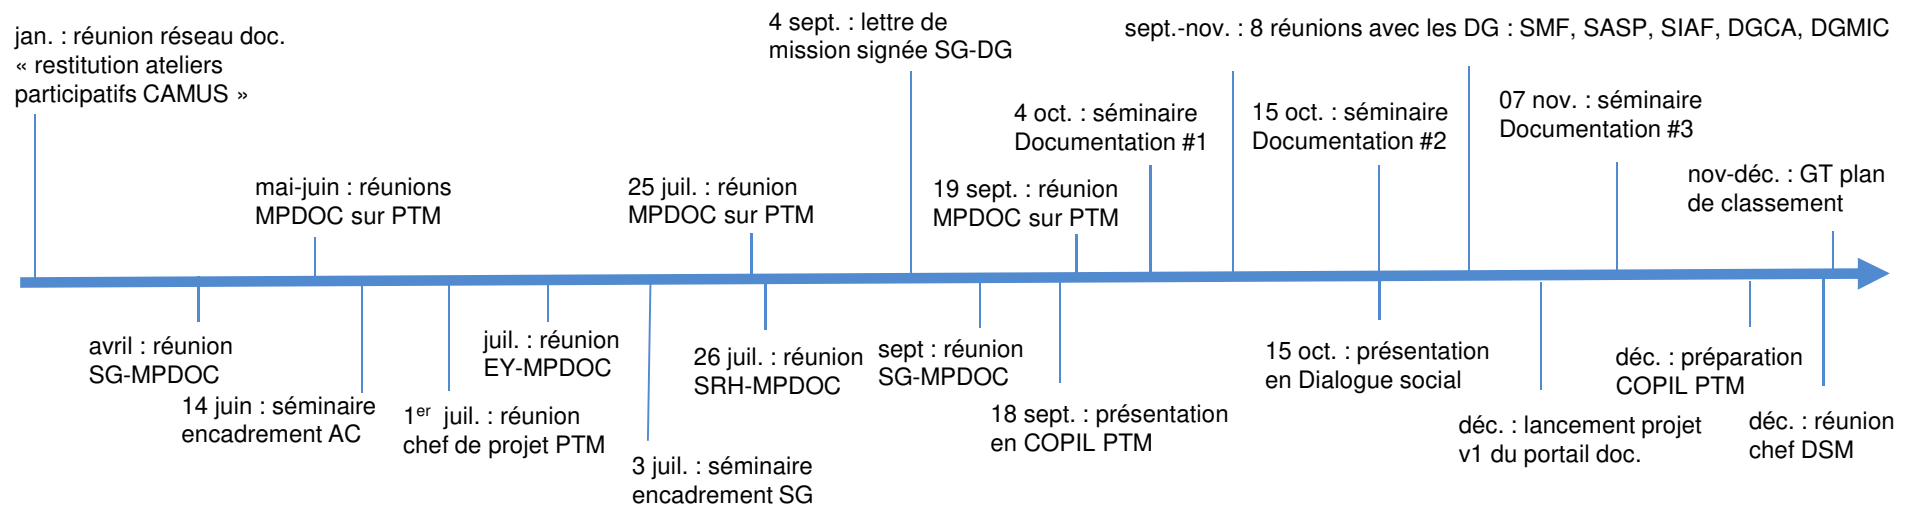 jan. : réunion réseau doc.
« restitution ateliers
participatifs CAMUS »
4 sept. : lettre de
mission signée SG-DG
sept.-nov. : 8 réunions avec les DG : SMF, SASP, SIAF, DGCA, DGMIC
4 oct. : séminaire
Documentation #1
15 oct. : séminaire
Documentation #2
07 nov. : séminaire
Documentation #3
mai-juin : réunions
MPDOC sur PTM
25 juil. : réunion
MPDOC sur PTM
19 sept. : réunion
MPDOC sur PTM
nov-déc. : GT plan
de classement
avril : réunion
SG-MPDOC
14 juin : séminaire
encadrement AC
1er juil. : réunion
chef de projet PTM
juil. : réunion
EY-MPDOC
3 juil. : séminaire
encadrement SG
26 juil. : réunion
SRH-MPDOC
sept : réunion
SG-MPDOC
18 sept. : présentation
en COPIL PTM
15 oct. : présentation
en Dialogue social
déc. : lancement projet
v1 du portail doc.
déc. : préparation
COPIL PTM
déc. : réunion
chef DSM